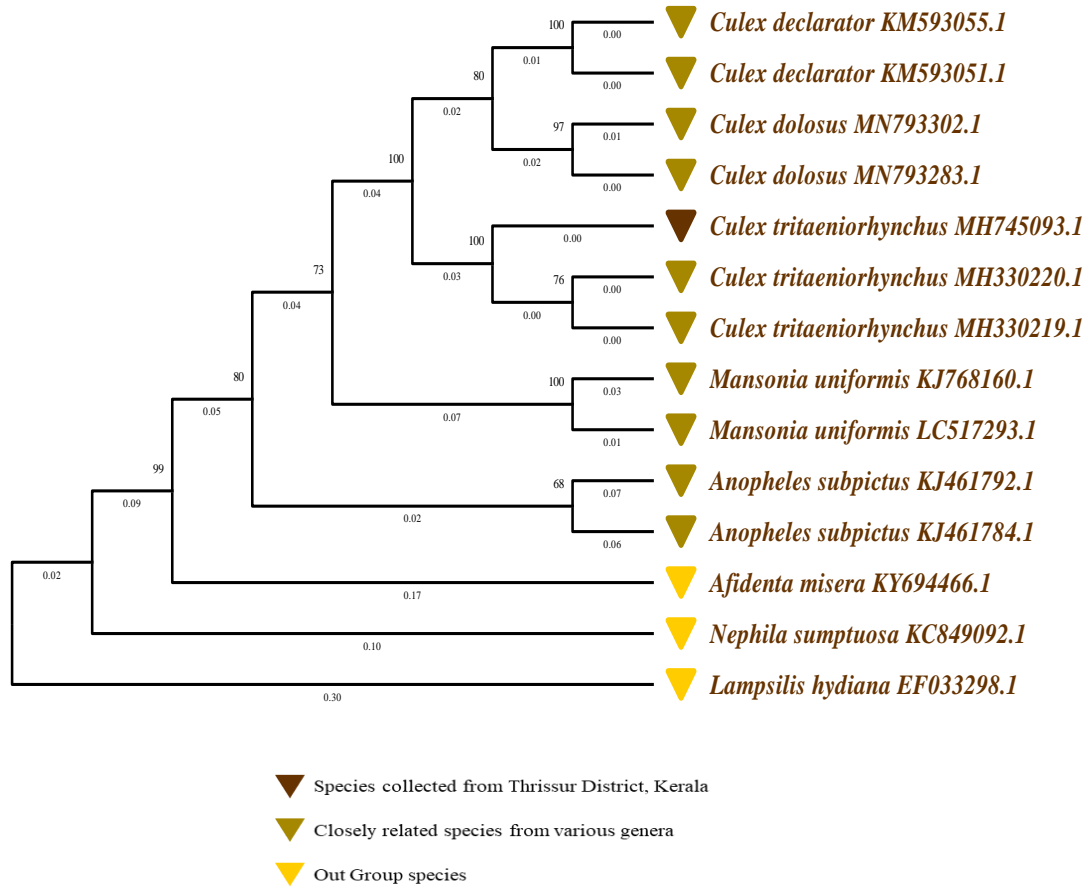 100
0.00
Culex declarator KM593055.1
0.01
80
0.00
Culex declarator KM593051.1
0.02
97
0.01
Culex dolosus MN793302.1
100
0.02
0.00
Culex dolosus MN793283.1
0.04
100
0.00
Culex tritaeniorhynchus MH745093.1
73
0.03
76
0.00
Culex tritaeniorhynchus MH330220.1
0.04
0.00
0.00
Culex tritaeniorhynchus MH330219.1
80
100
0.03
Mansonia uniformis KJ768160.1
0.05
0.07
0.01
Mansonia uniformis LC517293.1
99
68
0.07
Anopheles subpictus KJ461792.1
0.09
0.02
0.06
Anopheles subpictus KJ461784.1
0.02
0.17
Afidenta misera KY694466.1
0.10
Nephila sumptuosa KC849092.1
0.30
Lampsilis hydiana EF033298.1
Species collected from Thrissur District, Kerala
Closely related species from various genera
Out Group species